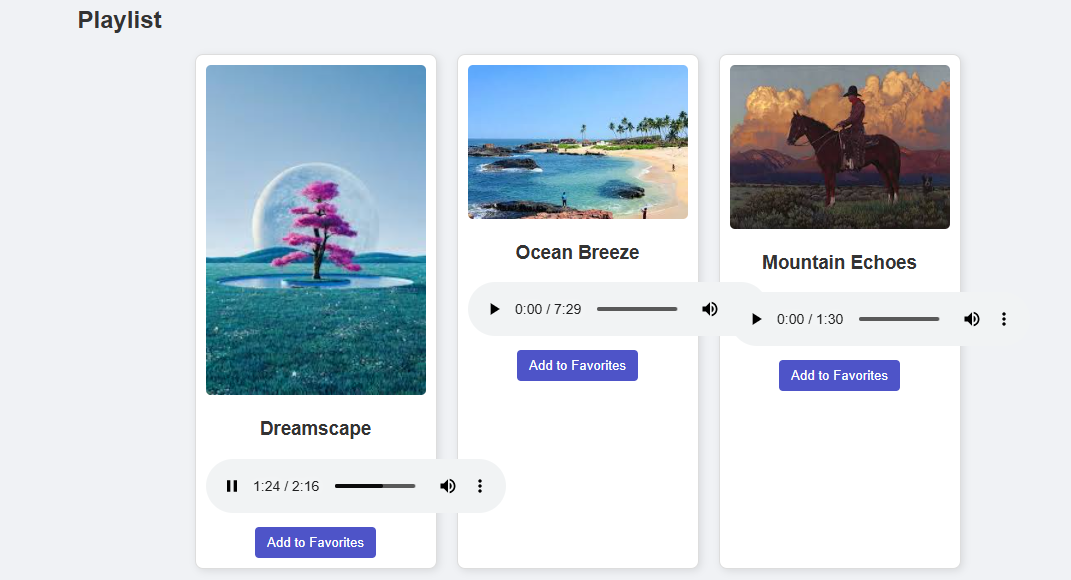 Playlist
Dreamscape
1:24 / 2:16
Add to Favorites
Ocean Breeze
0:00 / 7:29
Add to Favorites
Mountain Echoes
0:00 / 1:30
Add to Favorites